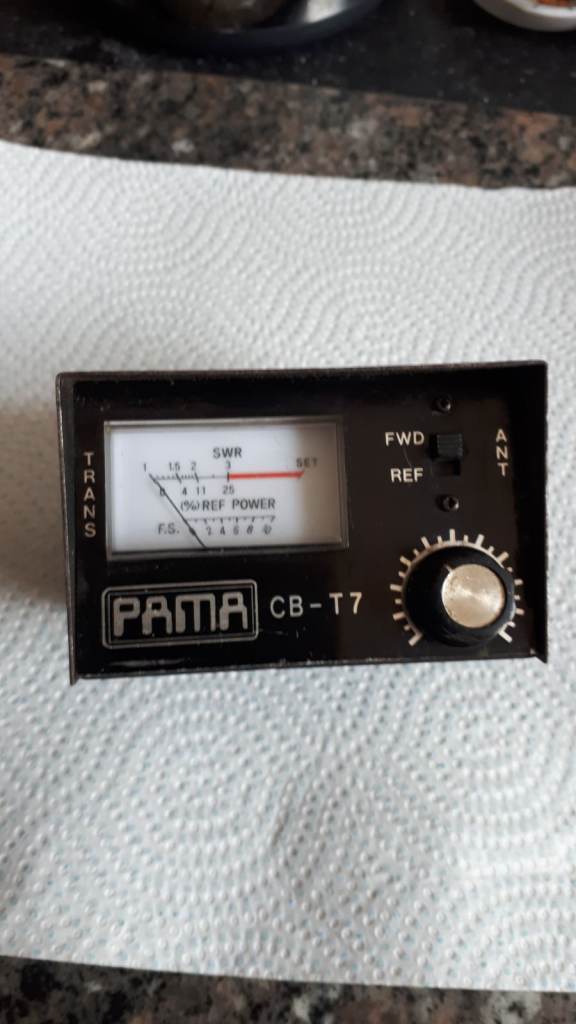 SWR
1 1.5 2 3 SET
0 4 11 25
(%) REF POWER
F.S. 2 4 6 8
TRANS
FWD
REF
ANT
PAMA CB-T7